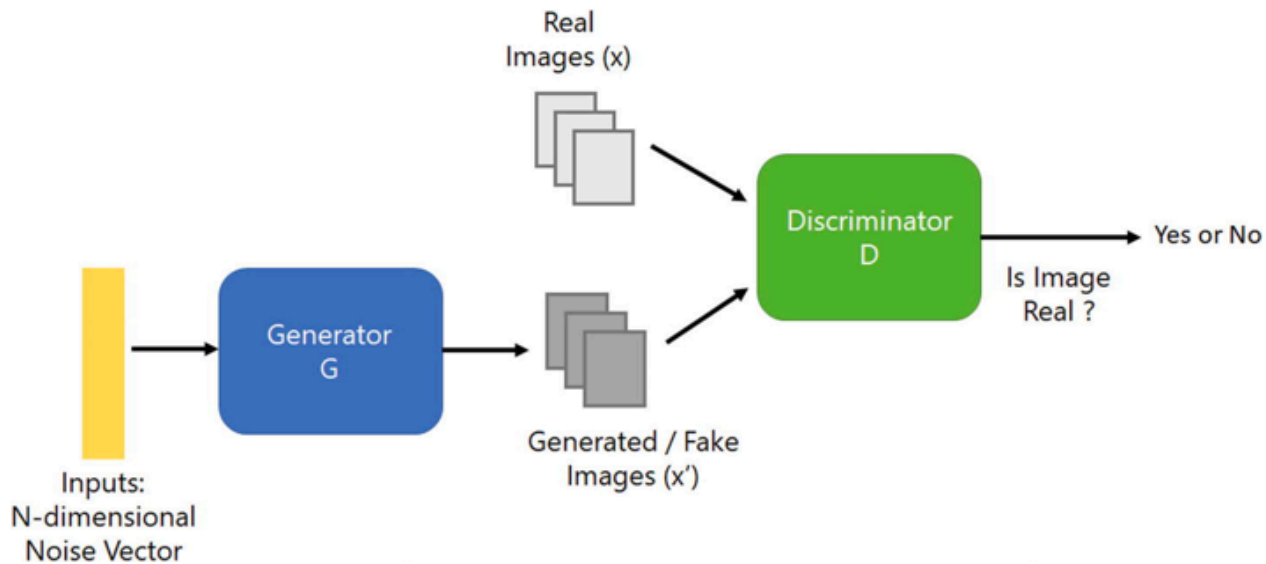 Real
Images (x)
Discriminator
D
Yes or No
Is Image
Real ?
Generator
G
Generated / Fake
Images (x’)
Inputs:
N-dimensional
Noise Vector